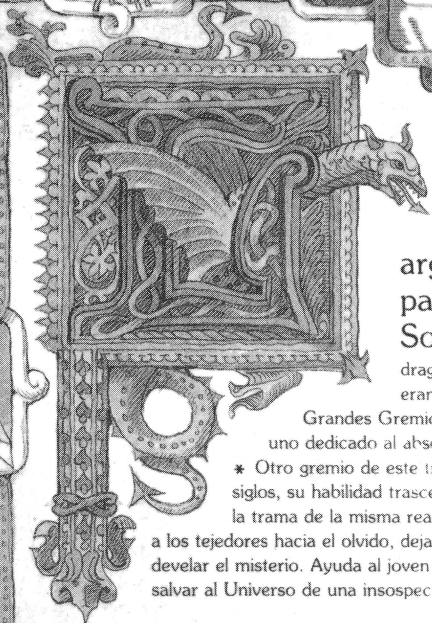 arg
pa
So
drag
eran
Grandes Gremio
uno dedicado al abso
* Otro gremio de este ti
siglos, su habilidad trasce
la trama de la misma rea
a los tejedores hacia el olvido, deja
develar el misterio. Ayuda al joven
salvar al Universo de una insospec